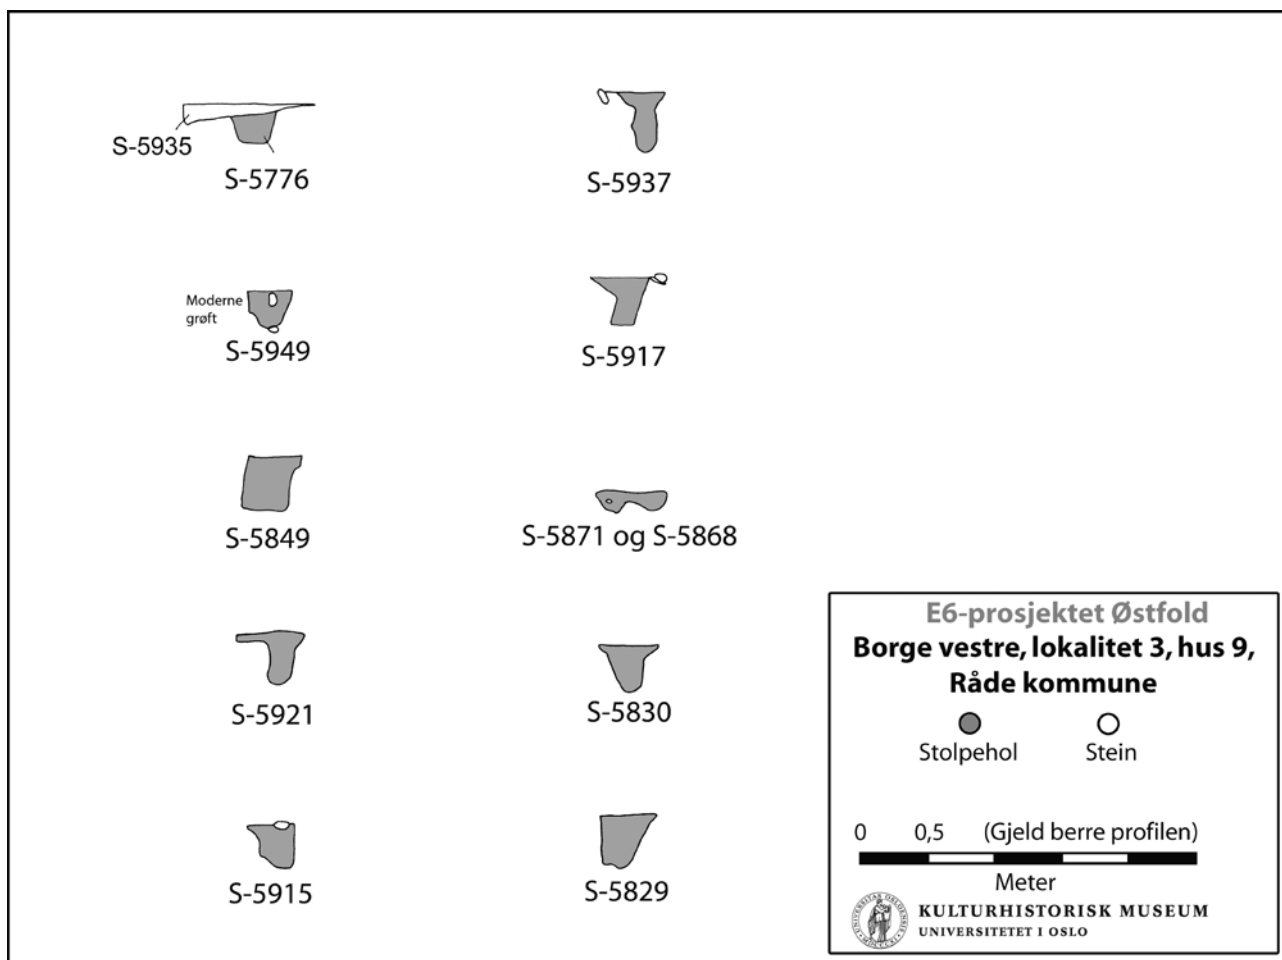 S-5935
S-5776
S-5937
Moderne
grøft
S-5949
S-5917
S-5849
S-5871 og S-5868
S-5921
S-5830
S-5915
S-5829
E6-prosjektet Østfold
Borge vestre, lokalitet 3, hus 9,
Råde kommune
Stolpehol Stein
0 0,5 (Gjeld berre profilen)
Meter
KULTURHISTORISK MUSEUM
UNIVERSITETET I OSLO